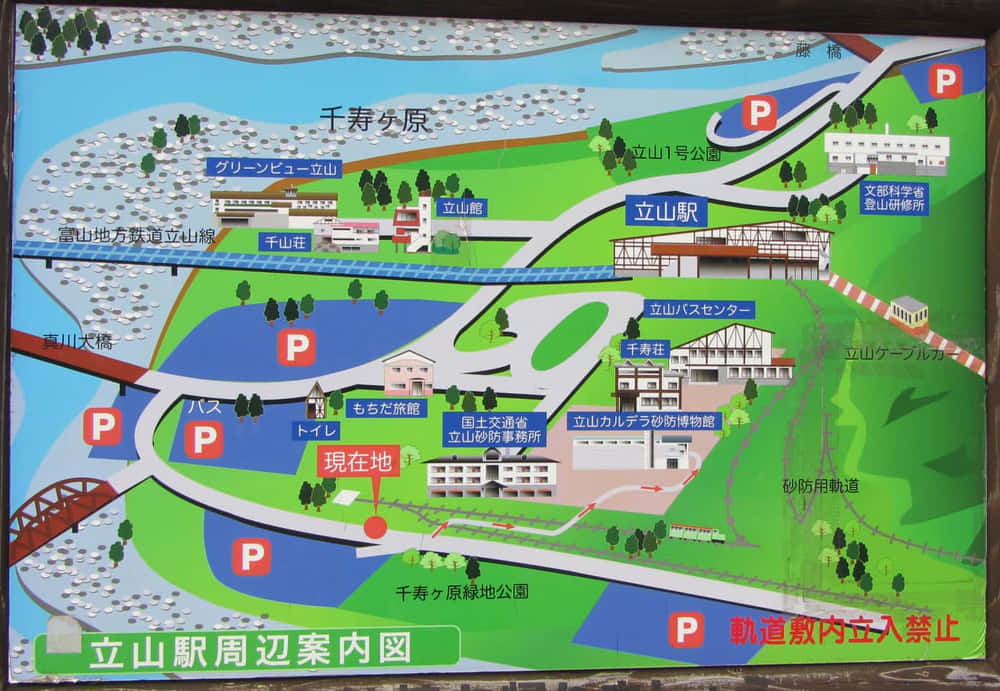 藤橋
P
P
千寿ヶ原
立山1号公園
グリーンビュー立山
文部科学省
登山研修所
立山館
立山駅
富山地方鉄道立山線
千山荘
立山バスセンター
真川大橋
P
千寿荘
立山ケーブルカー
もちだ旅館
バス
P
P
トイレ
国土交通省
立山砂防事務所
立山カルデラ砂防博物館
現在地
砂防用軌道
P
千寿ヶ原緑地公園
P
軌道敷内立入禁止
立山駅周辺案内図